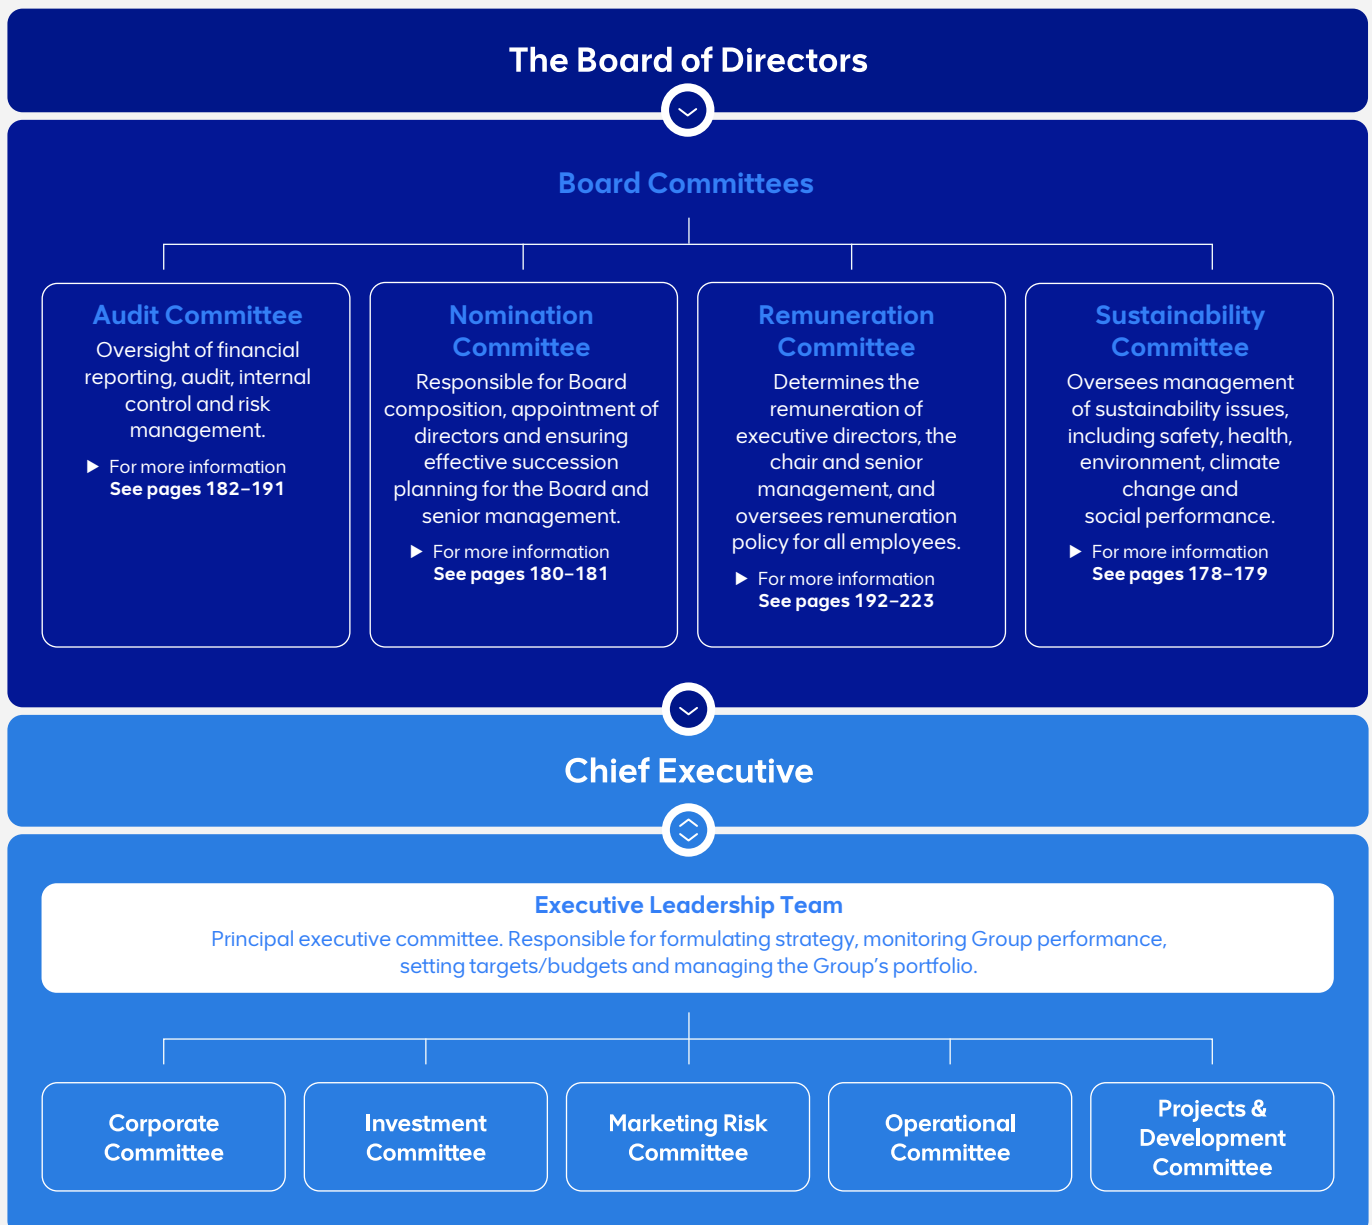 The Board of Directors
Board Committees
Audit Committee
Oversight of financial
reporting, audit, internal
control and risk
management.
► For more information
See pages 182–191
Nomination
Committee
Responsible for Board
composition, appointment of
directors and ensuring
effective succession
planning for the Board and
senior management.
► For more information
See pages 180–181
Remuneration
Committee
Determines the
remuneration of
executive directors, the
chair and senior
management, and
oversees remuneration
policy for all employees.
► For more information
See pages 192–223
Sustainability
Committee
Oversees management
of sustainability issues,
including safety, health,
environment, climate
change and
social performance.
► For more information
See pages 178–179
Chief Executive
Executive Leadership Team
Principal executive committee. Responsible for formulating strategy, monitoring Group performance,
setting targets/budgets and managing the Group’s portfolio.
Corporate
Committee
Investment
Committee
Marketing Risk
Committee
Operational
Committee
Projects &
Development
Committee